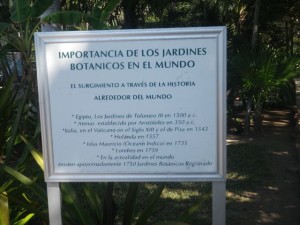 IMPORTANCIA DE LOS JARDINES
BOTANICOS EN EL MUNDO
EL SURGIMIENTO A TRAVÉS DE LA HISTORIA
ALREDEDOR DEL MUNDO
* Egipto, Los Jardines de Tutmosis III en 1500 a.c.
* Atenas establecido por Aristóteles en 350 a.c.
*Italia, en el Vaticano en el Siglo XIII y el de Pisa en 1543
* Holanda en 1557
* Islas Mauricio (Océano Indico) en 1735
* Londres en 1759
* En la actualidad en el mundo
existen aproximadamente 1750 Jardines Botánicos Registrado